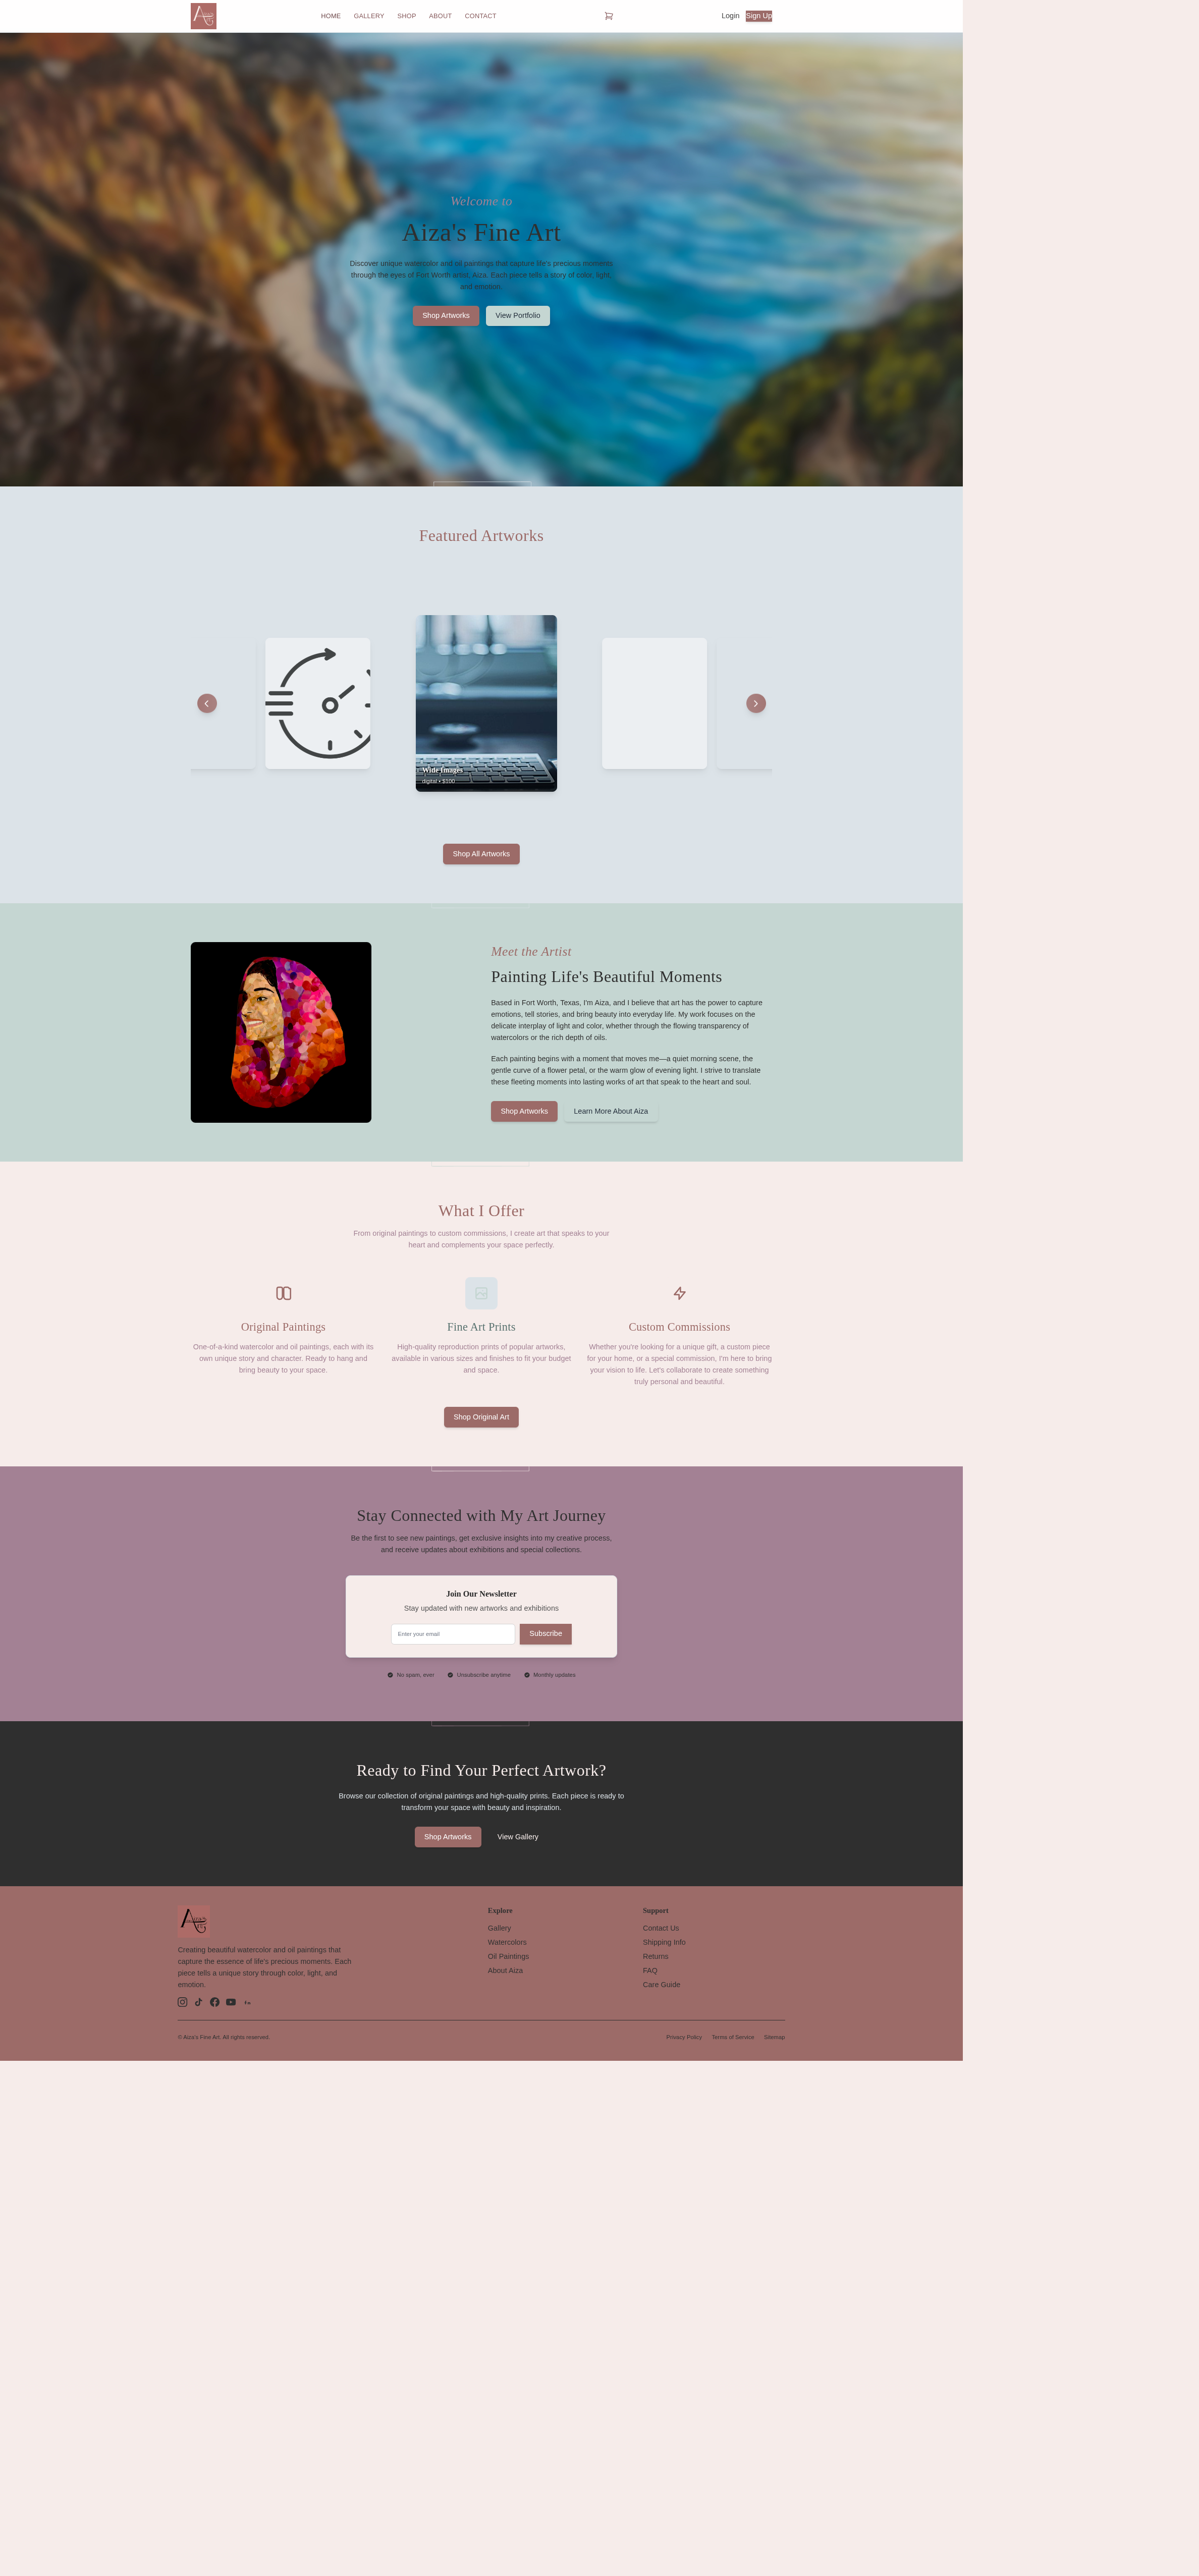 HOME GALLERY SHOP ABOUT CONTACT
Login Sign Up
Welcome to
Aiza's Fine Art
Discover unique watercolor and oil paintings that capture life's precious moments
through the eyes of Fort Worth artist, Aiza. Each piece tells a story of color, light,
and emotion.
Shop Artworks View Portfolio
Featured Artworks
Wide Images
digital • $100
Shop All Artworks
Meet the Artist
Painting Life's Beautiful Moments
Based in Fort Worth, Texas, I'm Aiza, and I believe that art has the power to capture
emotions, tell stories, and bring beauty into everyday life. My work focuses on the
delicate interplay of light and color, whether through the flowing transparency of
watercolors or the rich depth of oils.
Each painting begins with a moment that moves me—a quiet morning scene, the
gentle curve of a flower petal, or the warm glow of evening light. I strive to translate
these fleeting moments into lasting works of art that speak to the heart and soul.
Shop Artworks Learn More About Aiza
What I Offer
From original paintings to custom commissions, I create art that speaks to your
heart and complements your space perfectly.
Original Paintings
One-of-a-kind watercolor and oil paintings, each with its
own unique story and character. Ready to hang and
bring beauty to your space.
Fine Art Prints
High-quality reproduction prints of popular artworks,
available in various sizes and finishes to fit your budget
and space.
Custom Commissions
Whether you're looking for a unique gift, a custom piece
for your home, or a special commission, I'm here to bring
your vision to life. Let's collaborate to create something
truly personal and beautiful.
Shop Original Art
Stay Connected with My Art Journey
Be the first to see new paintings, get exclusive insights into my creative process,
and receive updates about exhibitions and special collections.
Join Our Newsletter
Stay updated with new artworks and exhibitions
Enter your email Subscribe
No spam, ever Unsubscribe anytime Monthly updates
Ready to Find Your Perfect Artwork?
Browse our collection of original paintings and high-quality prints. Each piece is ready to
transform your space with beauty and inspiration.
Shop Artworks View Gallery
Creating beautiful watercolor and oil paintings that
capture the essence of life's precious moments. Each
piece tells a unique story through color, light, and
emotion.
Explore
Gallery
Watercolors
Oil Paintings
About Aiza
Support
Contact Us
Shipping Info
Returns
FAQ
Care Guide
© Aiza's Fine Art. All rights reserved.
Privacy Policy Terms of Service Sitemap